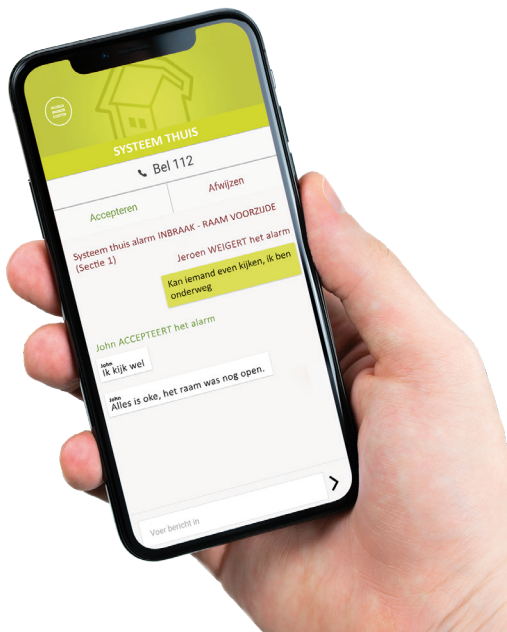 SYSTEEM THUIS
Bel 112
Accepteren
Afwijzen
Systeem thuis alarm INBRAAK - RAAM VOORZIJDE
(Sectie 1)
Jeroen WEIGERT het alarm
Kan iemand even kijken, ik ben
onderweg
John ACCEPTEERT het alarm
John
Ik kijk wel
John
Alles is oke, het raam was nog open.
Voer bericht in